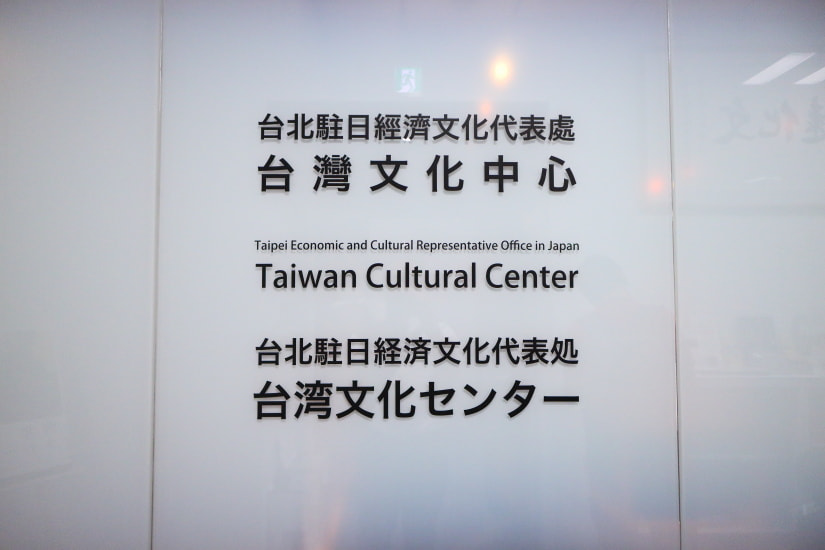 台北駐日經濟文化代表處
台灣文化中心
Taipei Economic and Cultural Representative Office in Japan
Taiwan Cultural Center
台北駐日経済文化代表処
台湾文化センター